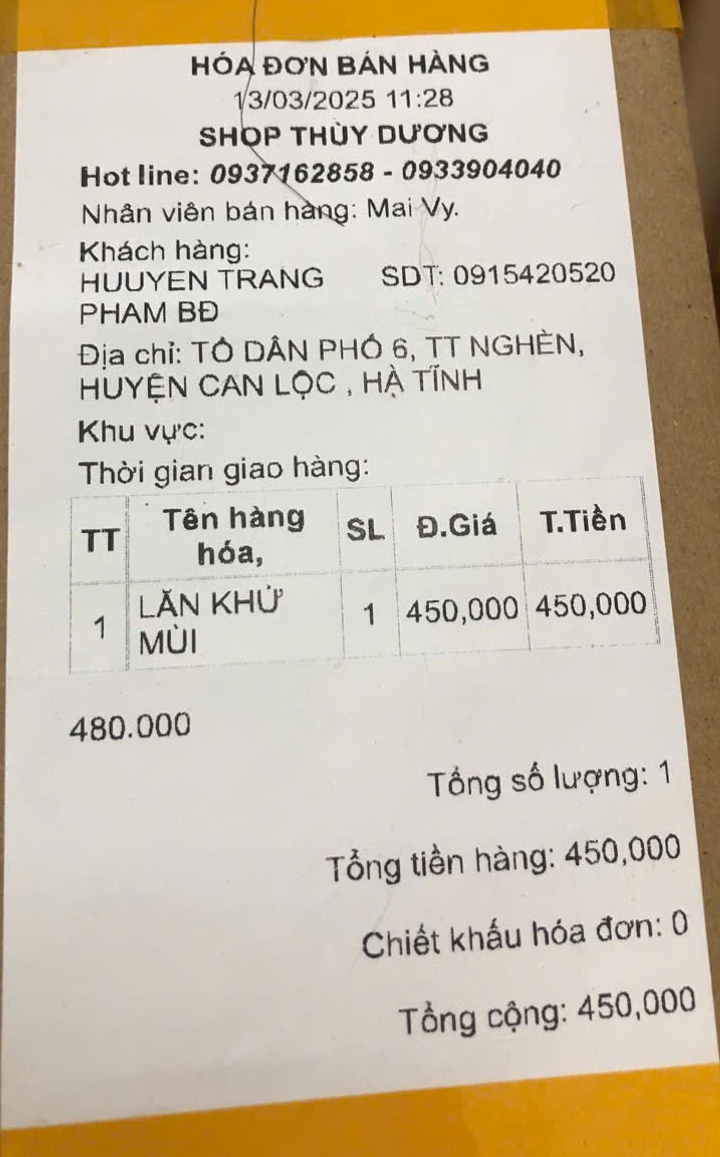 HÓA ĐƠN BÁN HÀNG
13/03/2025 11:28
SHOP THÙY DƯƠNG
Hot line: 0937162858 - 0933904040
Nhân viên bán hàng: Mai Vy.
Khách hàng:
HUUYEN TRANG SDT: 0915420520
PHAM BĐ
Địa chỉ: TỔ DÂN PHỐ 6, TT NGHÈN,
HUYỆN CAN LỘC , HÀ TĨNH
Khu vực:
Thời gian giao hàng:
TT Tên hàng hóa, SL Đ.Giá T.Tiền
1 LĂN KHỬ MÙI 1 450,000 450,000
480.000
Tổng số lượng: 1
Tổng tiền hàng: 450,000
Chiết khấu hóa đơn: 0
Tổng cộng: 450,000